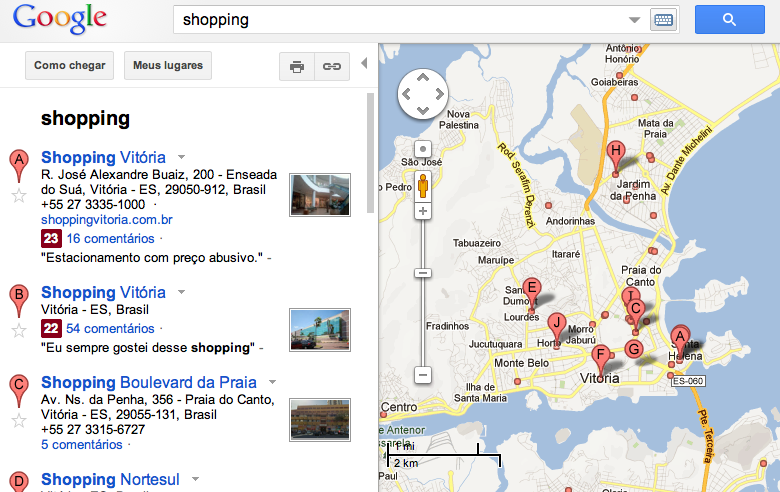 Google
shopping
Como chegar
Meus lugares
shopping
A
Shopping Vitória
R. José Alexandre Buaiz, 200 - Enseada
do Suá, Vitória - ES, 29050-912, Brasil
+55 27 3335-1000 ·
shoppingvitoria.com.br
23 16 comentários ·
"Estacionamento com preço abusivo." -
B
Shopping Vitória
Vitória - ES, Brasil
22 54 comentários ·
"Eu sempre gostei desse shopping" -
C
Shopping Boulevard da Praia
Av. Ns. da Penha, 356 - Praia do Canto,
Vitória - ES, 29055-131, Brasil
+55 27 3315-6727
5 comentários ·
D
Shopping Nortesul
Antônio
Honório
Goiabeiras
Nova
Palestina
Mata da
Praia
São José
Rod. Serafim Derenzi
Av. Dante Michelini
H
Jardim
da Penha
o Pedro
Andorinhas
Tabuazeiro
Itararé
Maruípe
Praia do
Canto
E
I
Dumont
C
Lourdes
Fradinhos
J
Morro
Jaburú
A
Jucutuquara
Horto
G
Helena
Monte Belo
F
Vitória
ES-060
Ilha de
Santa Maria
Centro
Pte. Terceira
de Antenor
1 mi
2 km
Paul